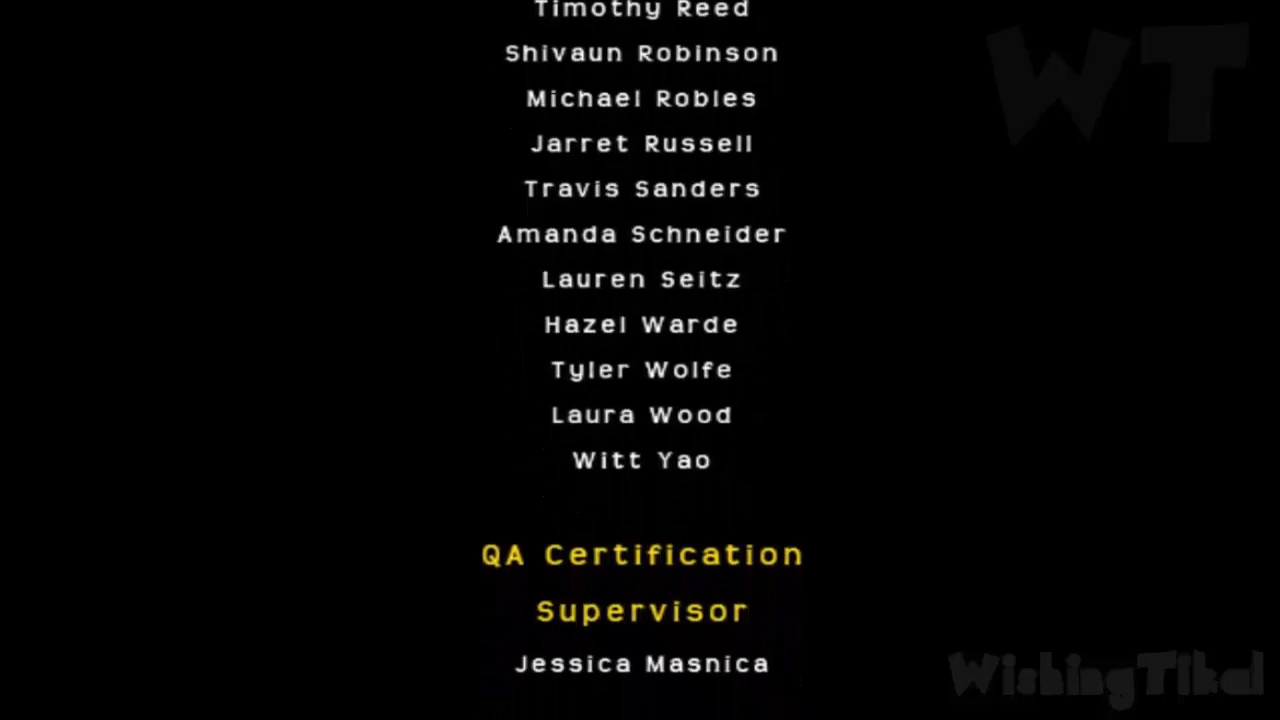 Timothy Reed
Shivaun Robinson
Michael Robles
Jarret Russell
Travis Sanders
Amanda Schneider
Lauren Seitz
Hazel Warde
Tyler Wolfe
Laura Wood
Witt Yao
QA Certification
Supervisor
Jessica Masnica
WT
WishingTikal